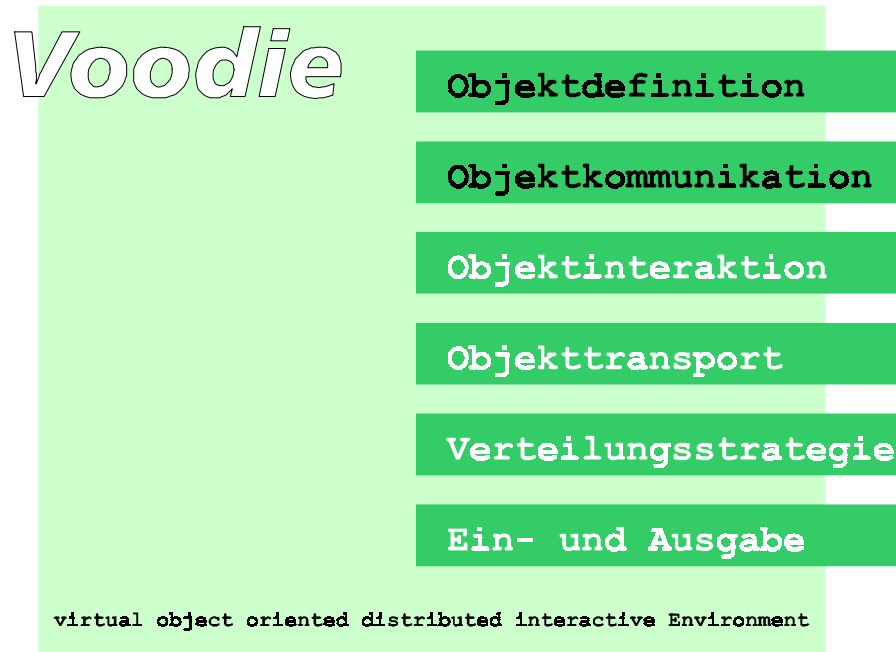 Voodie
Objektdefinition
Objektkommunikation
Objektinteraktion
Objekttransport
Verteilungsstrategie
Ein- und Ausgabe
virtual object oriented distributed interactive Environment